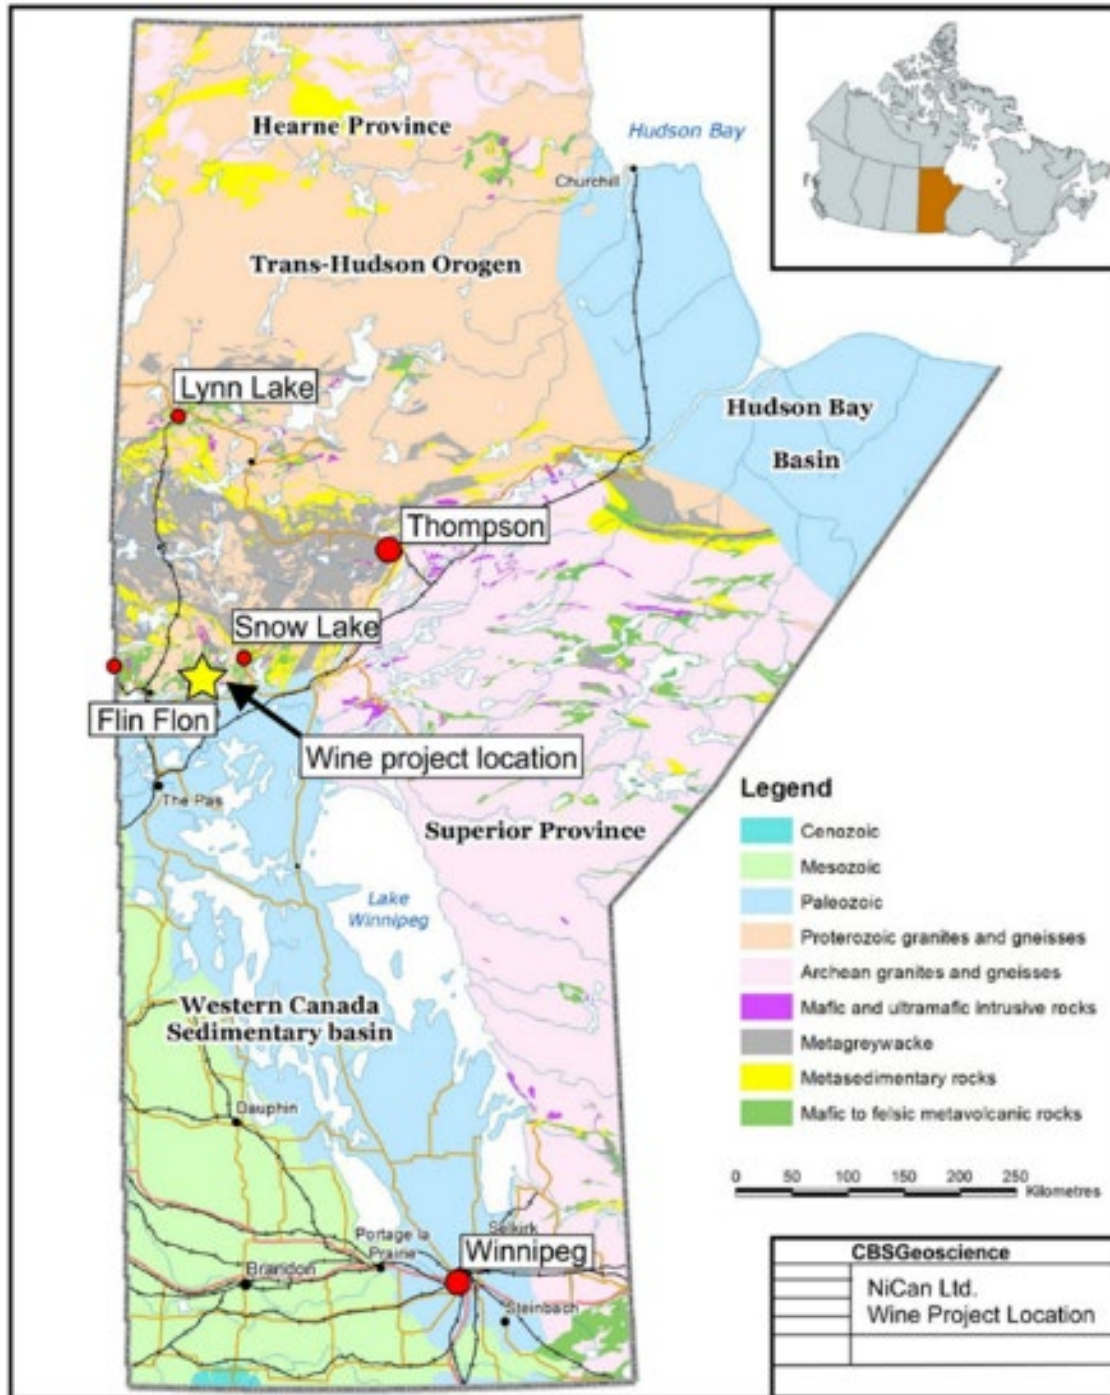 Hearne Province
Hudson Bay
Churchill
Trans-Hudson Orogen
Lynn Lake
Hudson Bay
Basin
Thompson
Snow Lake
Flin Flon
Wine project location
The Pas
Superior Province
Lake
Winnipeg
Western Canada
Sedimentary basin
Dauphin
Portage la
Prairie
Selkirk
Winnipeg
Brandon
Steinbach
Legend
Cenozoic
Mesozoic
Paleozoic
Proterozoic granites and gneisses
Archean granites and gneisses
Mafic and ultramafic intrusive rocks
Metagreywacke
Metasedimentary rocks
Mafic to felsic metavolcanic rocks
0 50 100 150 200 250
Kilometres
CBSGeoscience
NiCan Ltd.
Wine Project Location